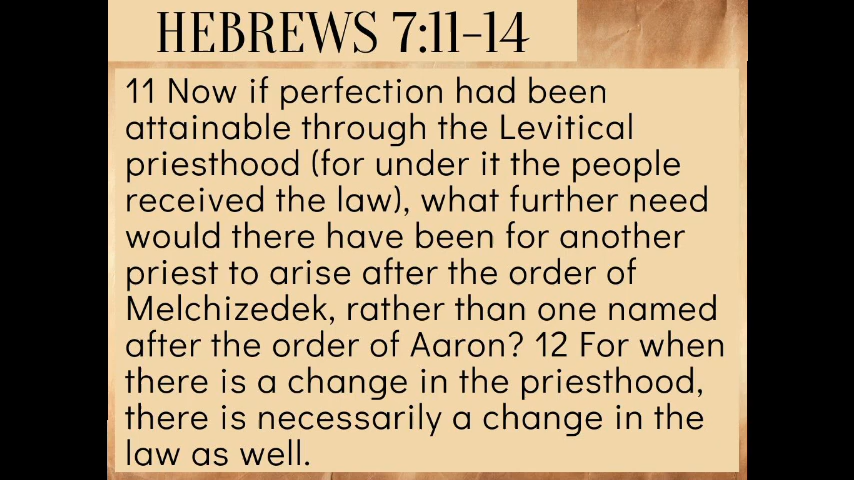 HEBREWS 7:11-14
11 Now if perfection had been
attainable through the Levitical
priesthood (for under it the people
received the law), what further need
would there have been for another
priest to arise after the order of
Melchizedek, rather than one named
after the order of Aaron? 12 For when
there is a change in the priesthood,
there is necessarily a change in the
law as well.